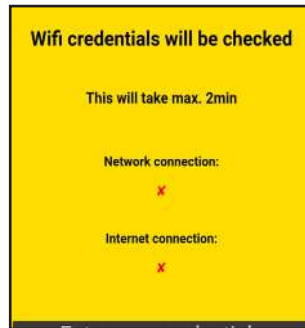 Wifi credentials will be checked
This will take max. 2min
Network connection:
✘
Internet connection:
✘